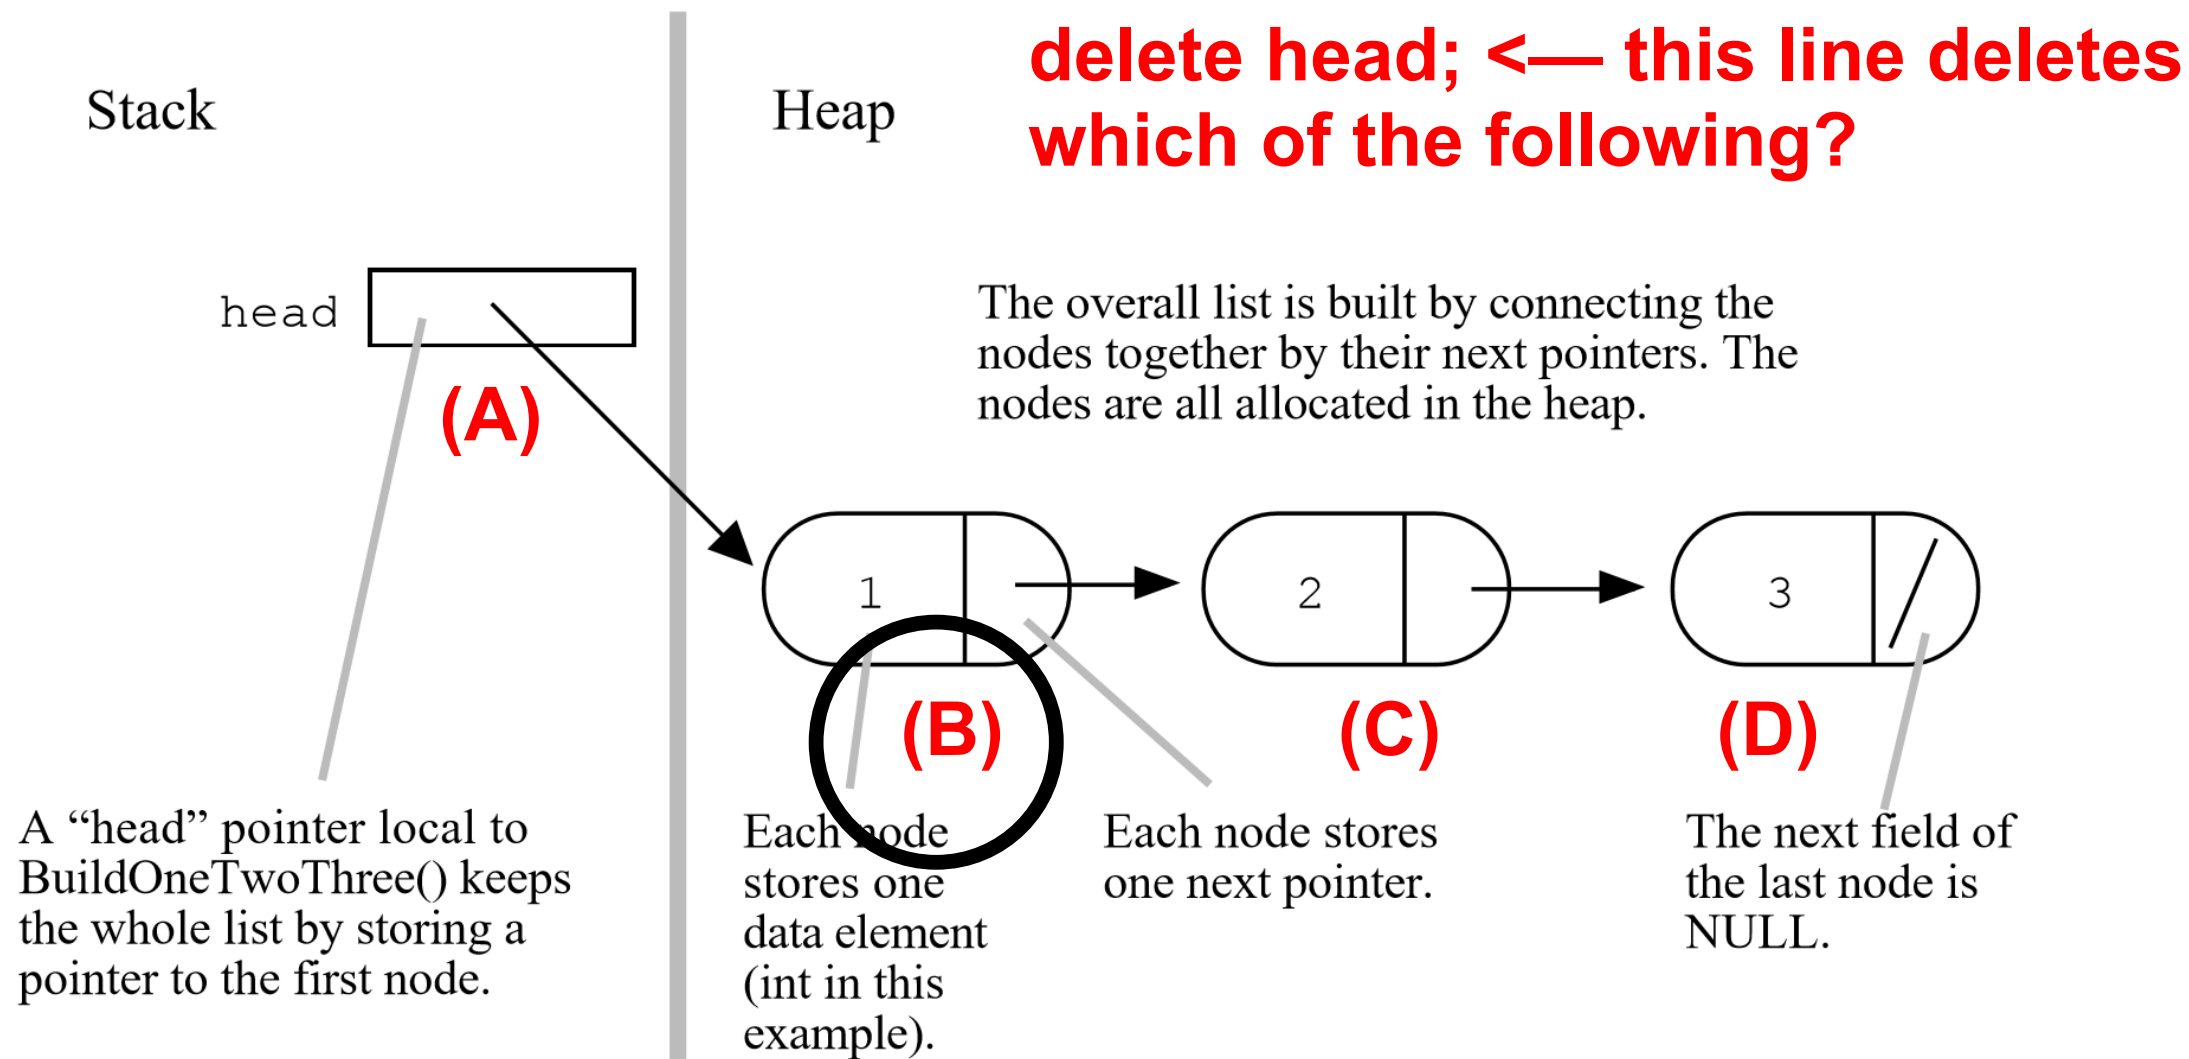 delete head; <— this line deletes
which of the following?
Stack
Heap
head
(A)
The overall list is built by connecting the
nodes together by their next pointers. The
nodes are all allocated in the heap.
1
2
3
(B)
(C)
(D)
A “head” pointer local to
BuildOneTwoThree() keeps
the whole list by storing a
pointer to the first node.
Each node
stores one
data element
(int in this
example).
Each node stores
one next pointer.
The next field of
the last node is
NULL.